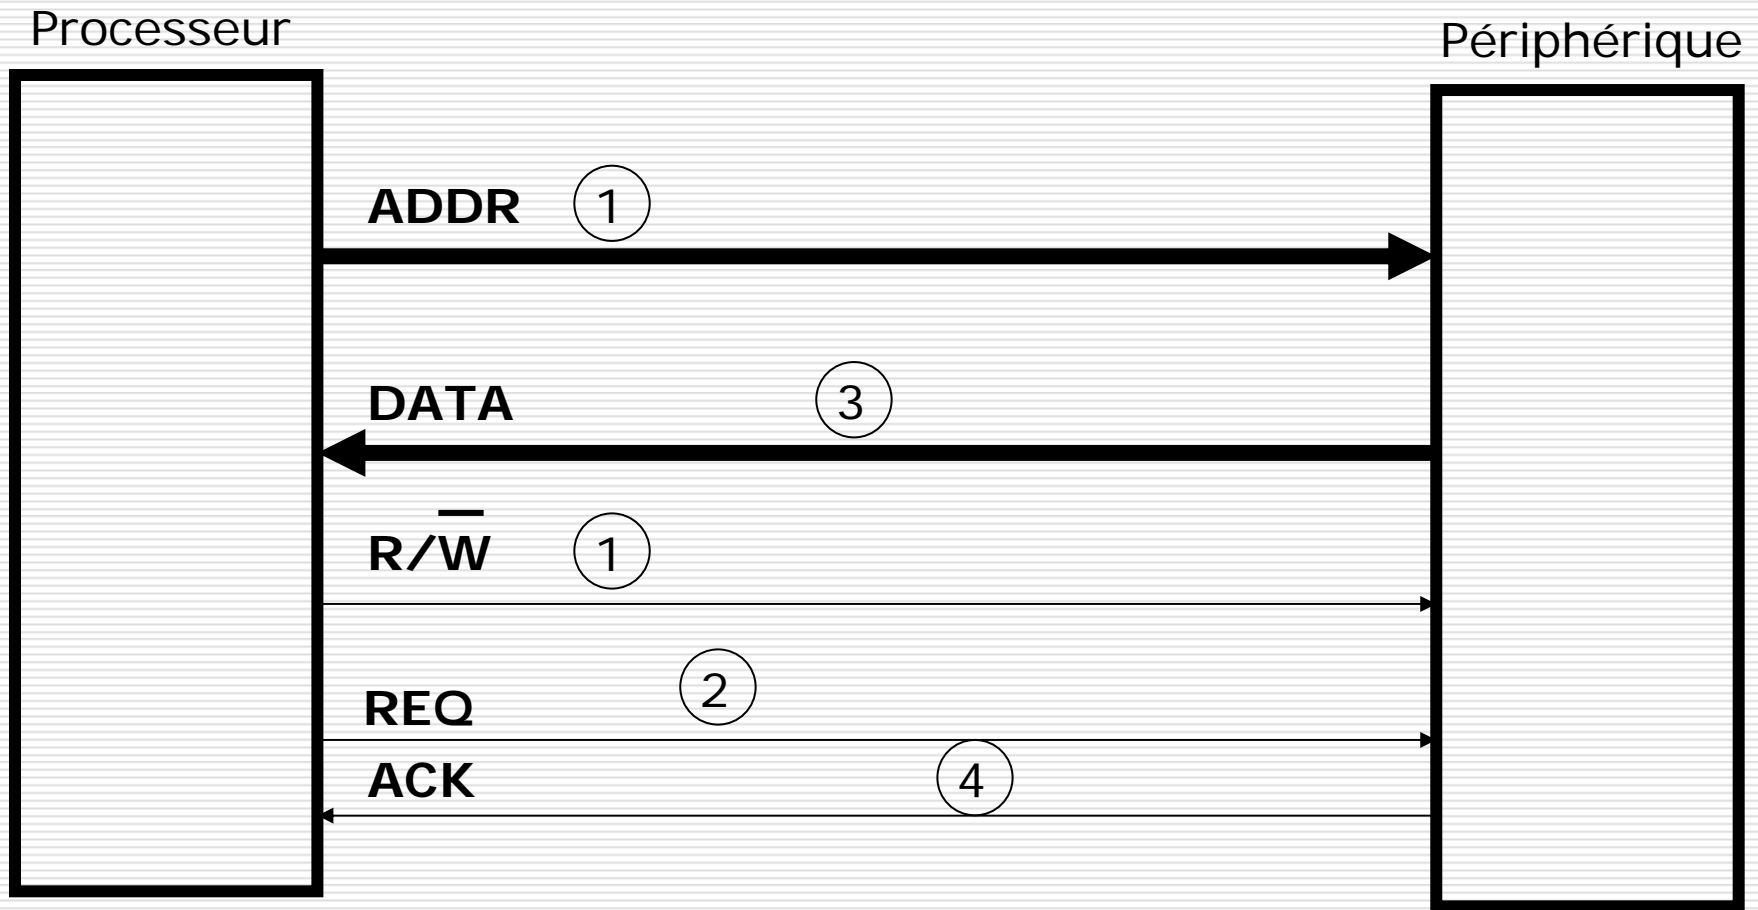 Processeur
Périphérique
ADDR 1
DATA 3
R/W̅ 1
REQ 2
ACK 4